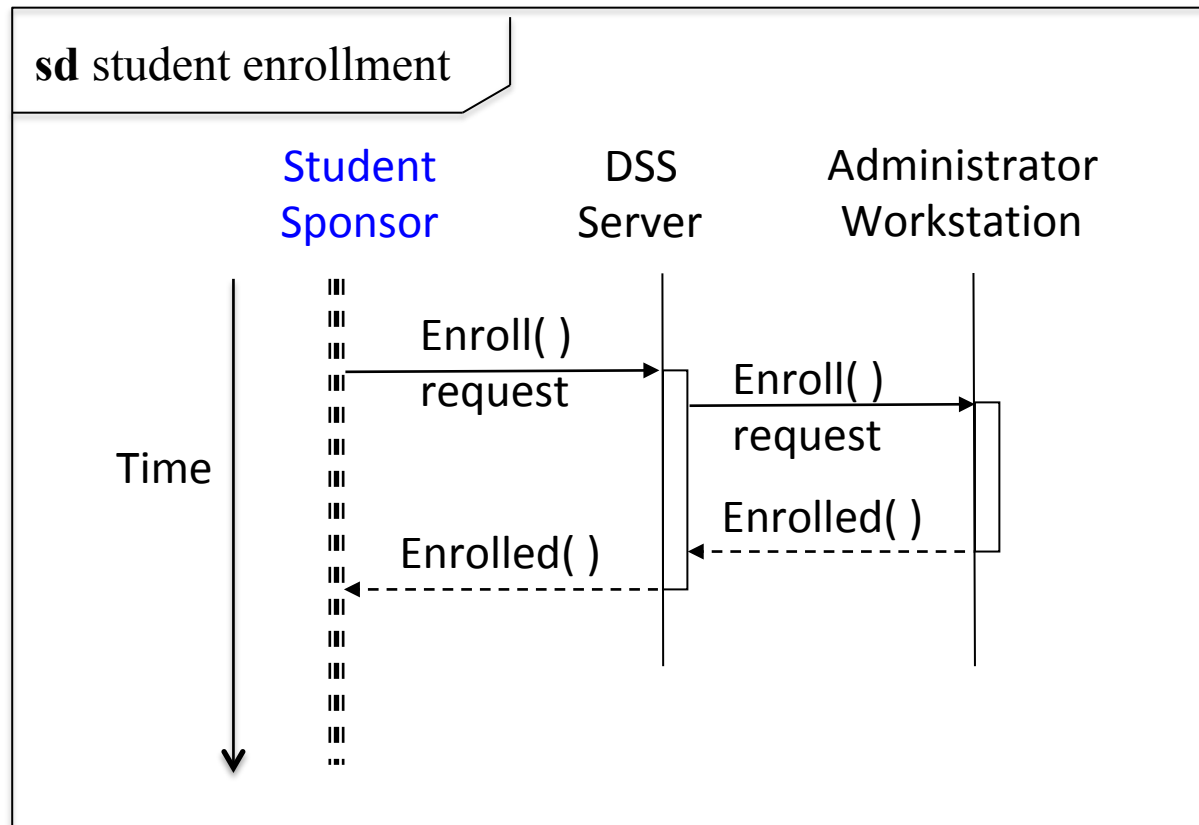 sd student enrollment
Student
Sponsor
DSS
Server
Administrator
Workstation
Enroll( )
request
Enroll( )
request
Time
Enrolled( )
Enrolled( )